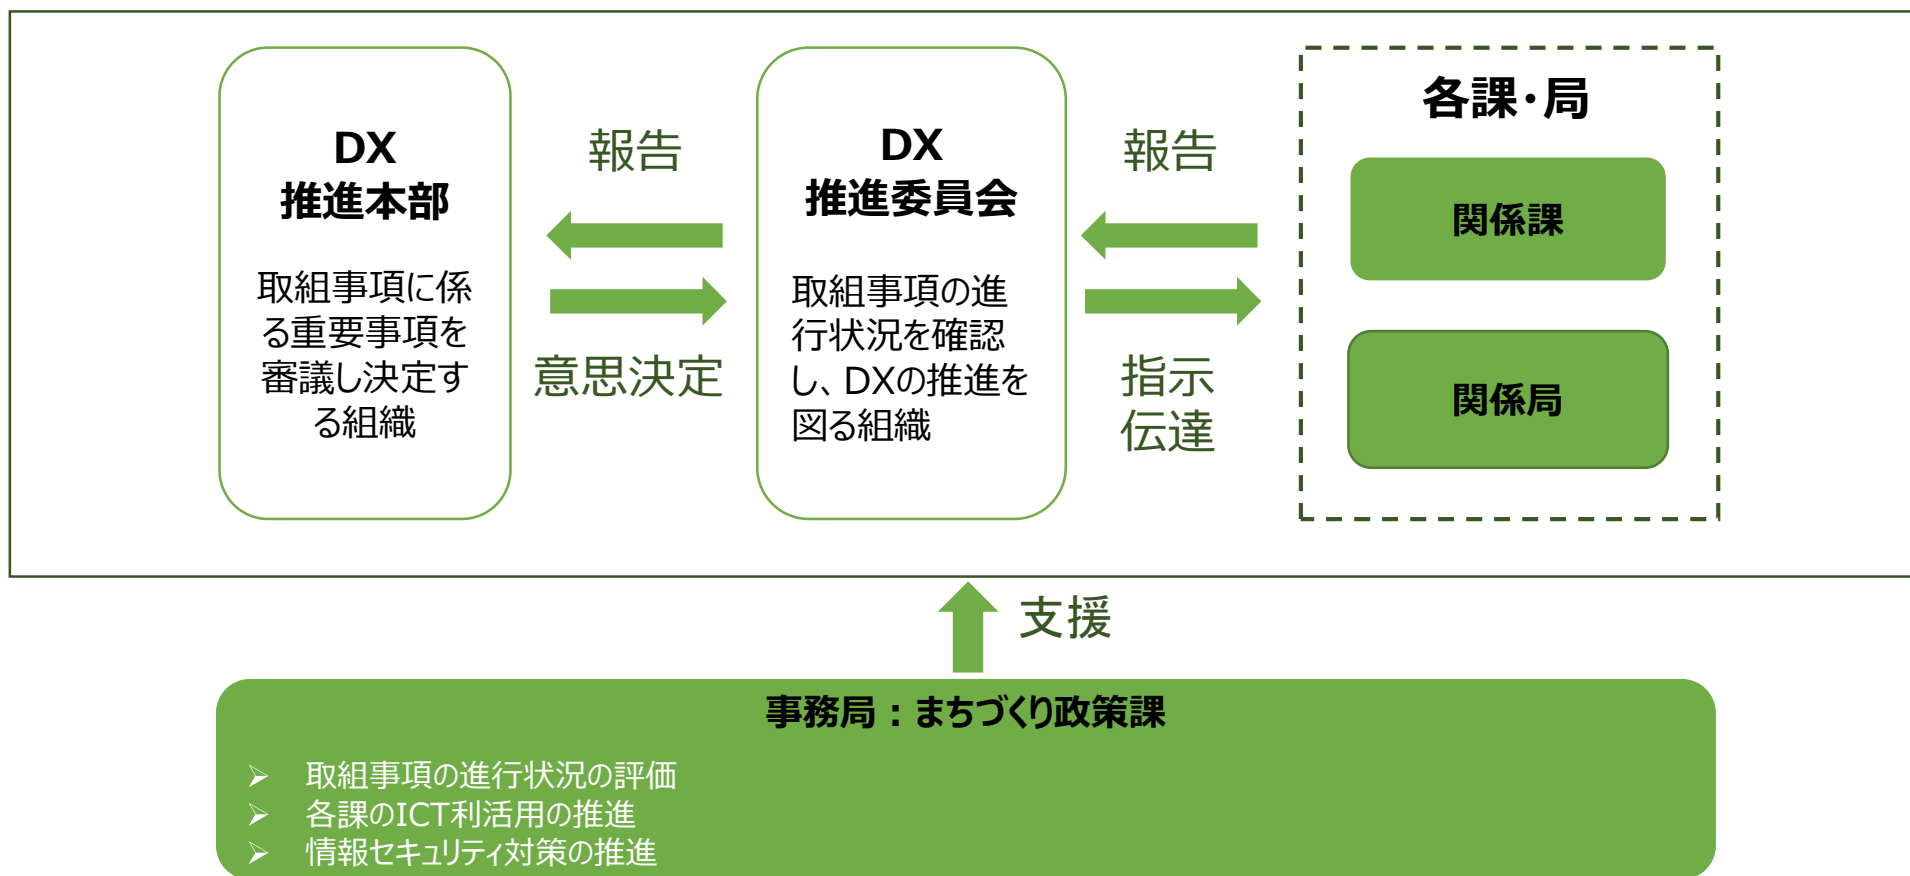 DX
推進本部
取組事項に係
る重要事項を
審議し決定す
る組織
報告
意思決定
DX
推進委員会
取組事項の進
行状況を確認
し、DXの推進を
図る組織
報告
指示
伝達
各課・局
関係課
関係局
支援
事務局：まちづくり政策課
➢ 取組事項の進行状況の評価
➢ 各課のICT利活用の推進
➢ 情報セキュリティ対策の推進